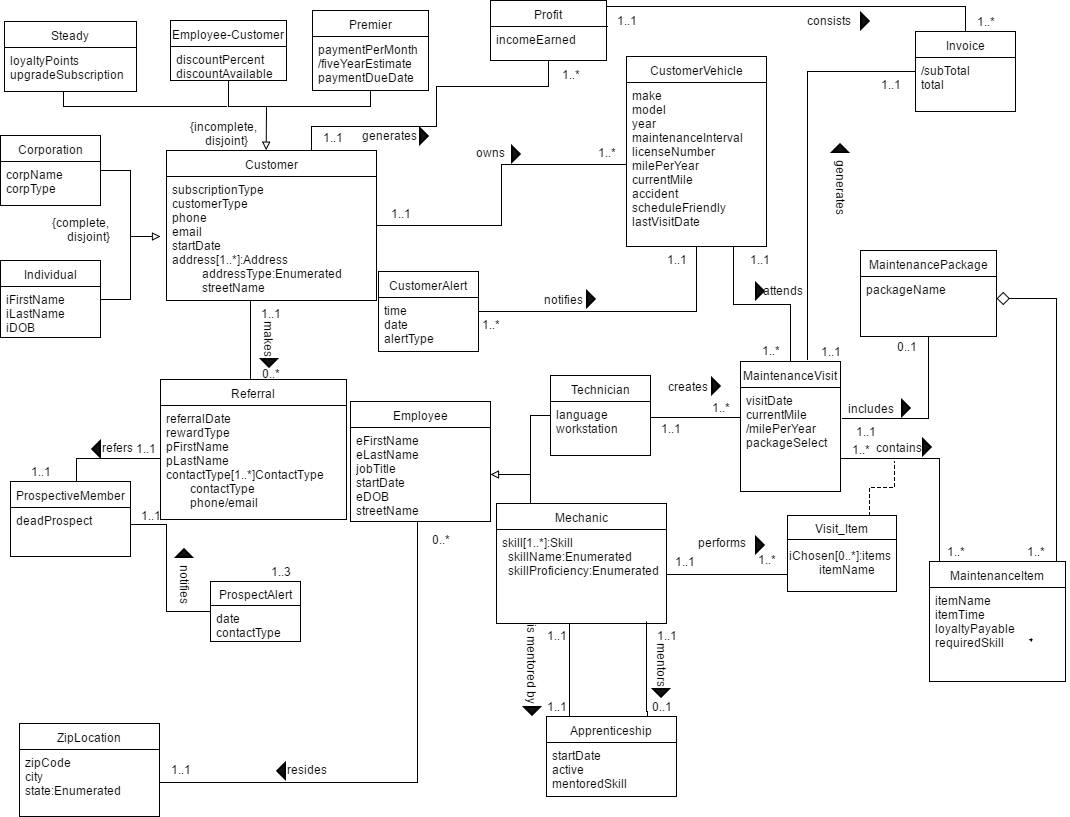 Steady
loyaltyPoints
upgradeSubscription
Employee-Customer
discountPercent
discountAvailable
Premier
paymentPerMonth
/fiveYearEstimate
paymentDueDate
Profit
incomeEarned
1..1
consists
1..*
Invoice
/subTotal
total
1..1
1..*
{incomplete,
disjoint}
1..1
generates
CustomerVehicle
make
model
year
maintenanceInterval
licenseNumber
milePerYear
currentMile
accident
scheduleFriendly
lastVisitDate
owns
1..*
1..1
Corporation
corpName
corpType
{complete,
disjoint}
Individual
iFirstName
iLastName
iDOB
Customer
subscriptionType
customerType
phone
email
startDate
address[1..*]:Address
addressType:Enumerated
streetName
generates
MaintenancePackage
packageName
1..1
1..1
attends
CustomerAlert
time
date
alertType
notifies
1..*
1..1
makes
0..*
1..*
1..1
0..1
MaintenanceVisit
visitDate
currentMile
/milePerYear
packageSelect
includes
1..1
1..*
contains
Referral
referralDate
rewardType
pFirstName
pLastName
contactType[1..*]ContactType
contactType
phone/email
Employee
eFirstName
eLastName
jobTitle
startDate
eDOB
streetName
Technician
language
workstation
creates
1..*
1..1
refers
1..1
1..1
ProspectiveMember
deadProspect
1..1
notifies
1..3
ProspectAlert
date
contactType
0..*
Mechanic
skill[1..*]:Skill
skillName:Enumerated
skillProficiency:Enumerated
performs
1..1
1..*
Visit_Item
iChosen[0..*]:items
itemName
1..*
1..*
MaintenanceItem
itemName
itemTime
loyaltyPayable
requiredSkill
*
is mentored by
1..1
1..1
mentors
1..1
0..1
Apprenticeship
startDate
active
mentoredSkill
ZipLocation
zipCode
city
state:Enumerated
1..1
resides